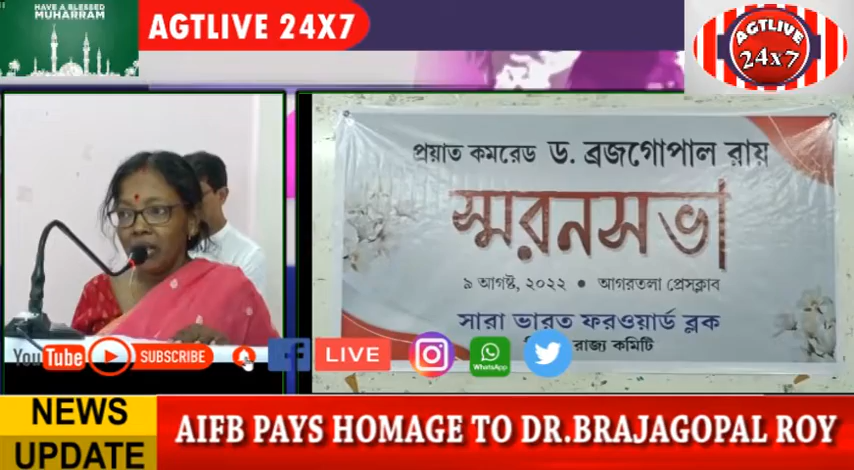 HAVE A BLESSED
MUHARRAM
AGTLIVE 24X7
AGTLIVE
24x7
প্রয়াত কমরেড ড. ব্রজগোপাল রায়
স্মরনসভা
৯ আগষ্ট, ২০২২ ● আগরতলা প্রেসক্লাব
সারা ভারত ফরওয়ার্ড ব্লক
রাজ্য কমিটি
YouTube SUBSCRIBE
LIVE
WhatsApp
NEWS
UPDATE
AIFB PAYS HOMAGE TO DR.BRAJAGOPAL ROY